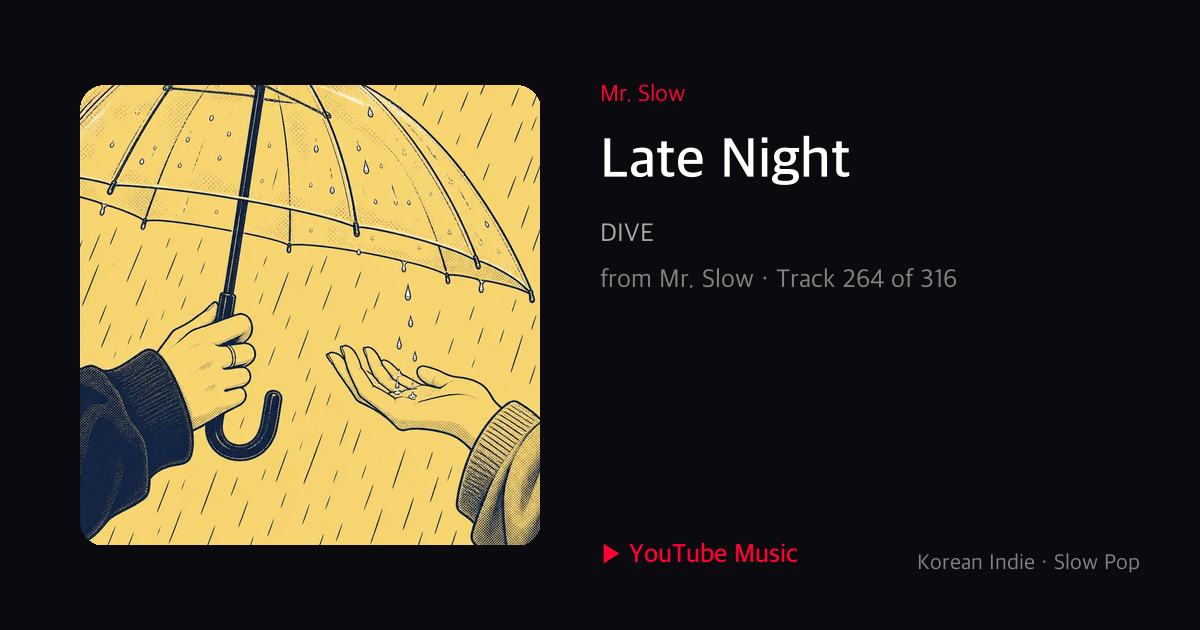 Mr. Slow
Late Night
DIVE
from Mr. Slow · Track 264 of 316
YouTube Music
Korean Indie · Slow Pop